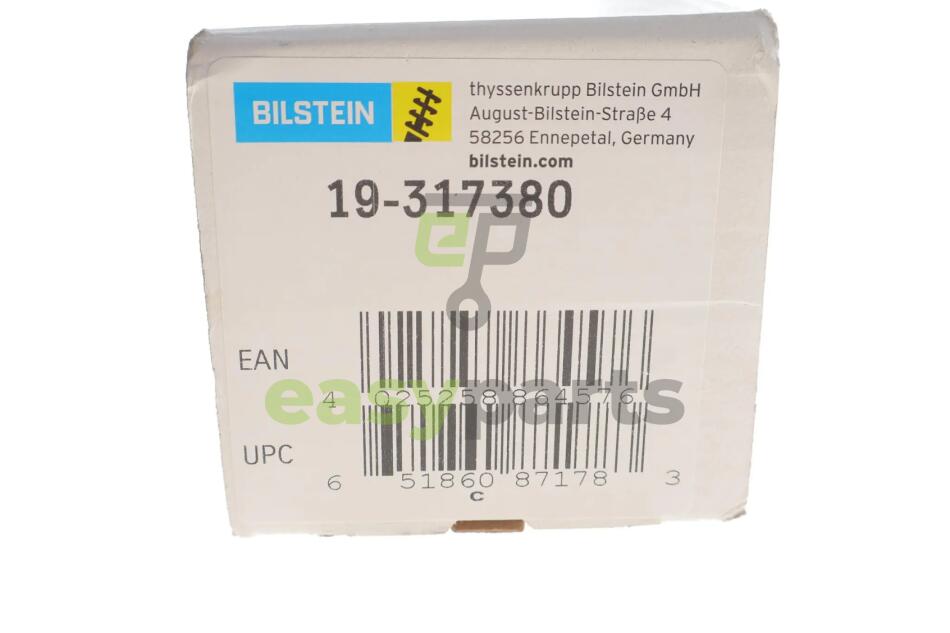 BILSTEIN
thyssenkrupp Bilstein GmbH
August-Bilstein-Straße 4
58256 Ennepetal, Germany
bilstein.com
19-317380
ep
EAN
4 025258 864576
easyparts
UPC
6 51860 87178 3
C